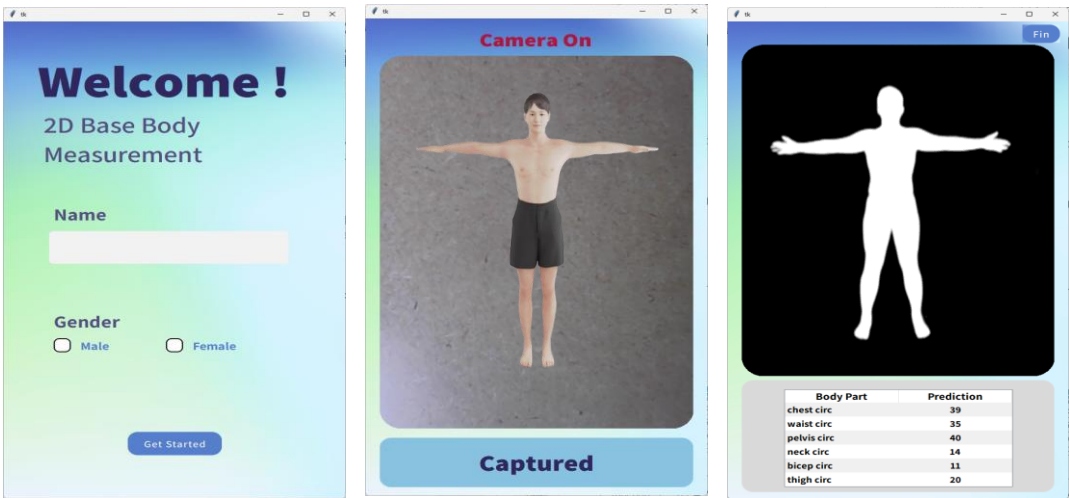 tk
Welcome !
2D Base Body
Measurement
Name
Gender
Male
Female
Get Started
tk
Camera On
Captured
tk
Fin
Body Part Prediction
chest circ 39
waist circ 35
pelvis circ 40
neck circ 14
bicep circ 11
thigh circ 20